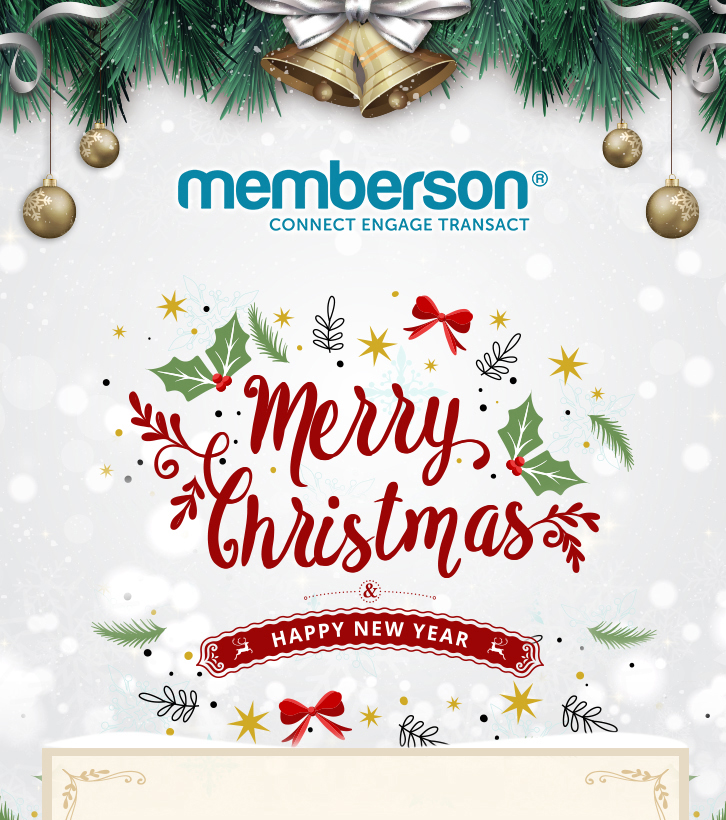 memberson®
CONNECT ENGAGE TRANSACT
Merry
Christmas
&
HAPPY NEW YEAR